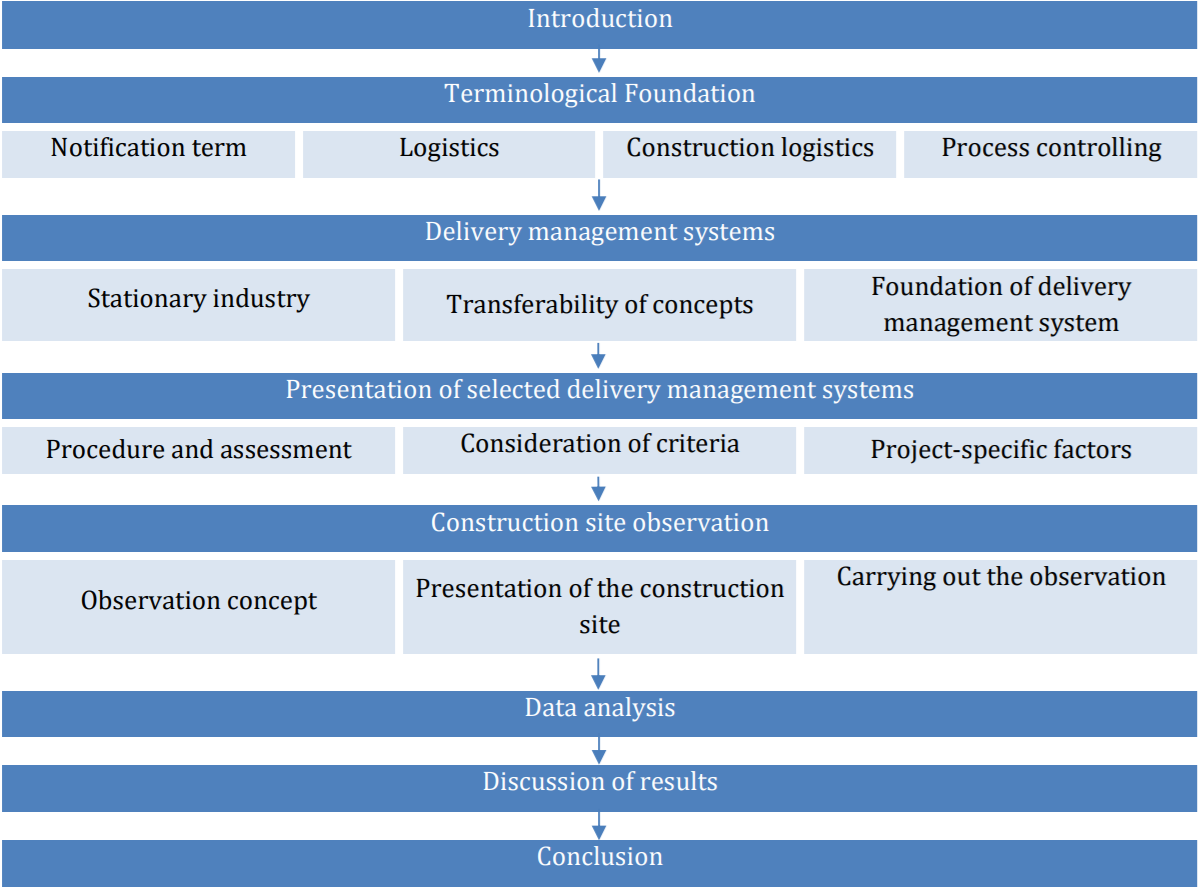 Introduction
Terminological Foundation
Notification term
Logistics
Construction logistics
Process controlling
Delivery management systems
Stationary industry
Transferability of concepts
Foundation of delivery
management system
Presentation of selected delivery management systems
Procedure and assessment
Consideration of criteria
Project-specific factors
Construction site observation
Observation concept
Presentation of the construction
site
Carrying out the observation
Data analysis
Discussion of results
Conclusion